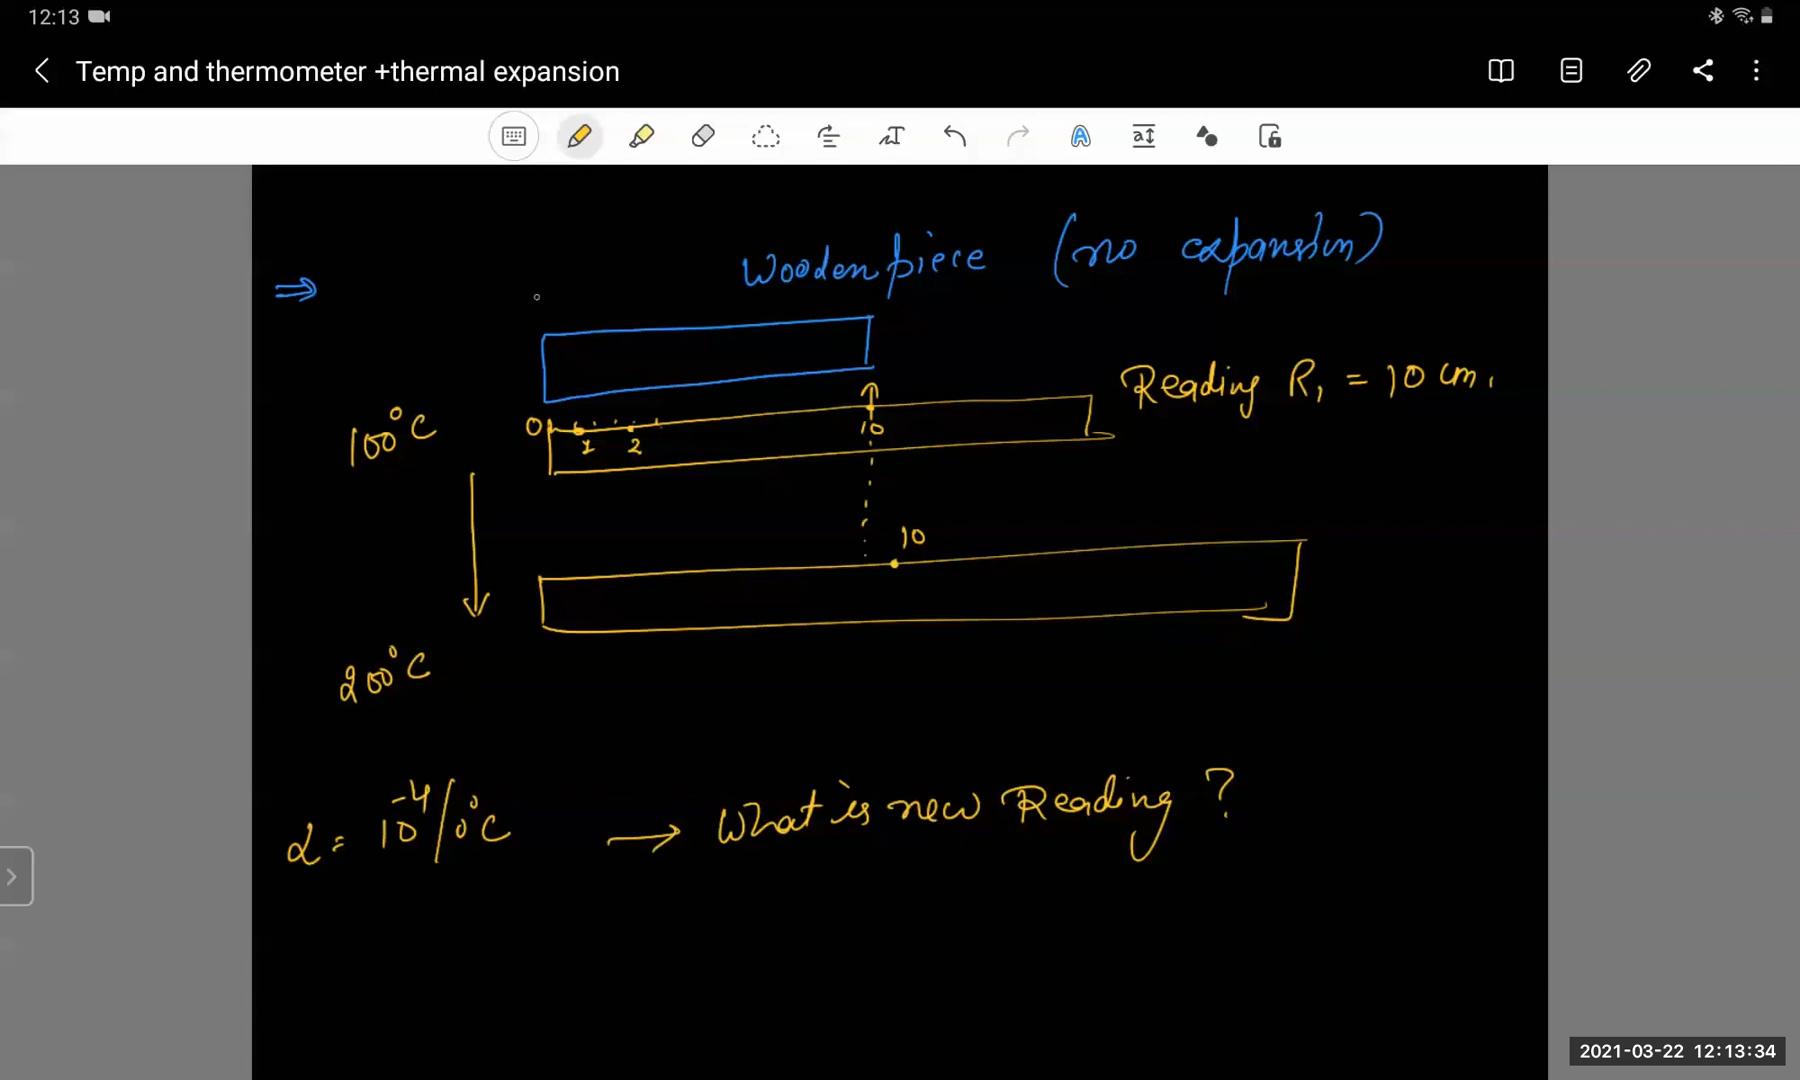 12:13
Temp and thermometer +thermal expansion
⇒ Wooden piece (no expansion)
100°C
0 1 2 10
Reading R₁ = 10 cm.
10
200°C
α = 10⁻⁴/°C → What is new Reading ?
2021-03-22 12:13:34